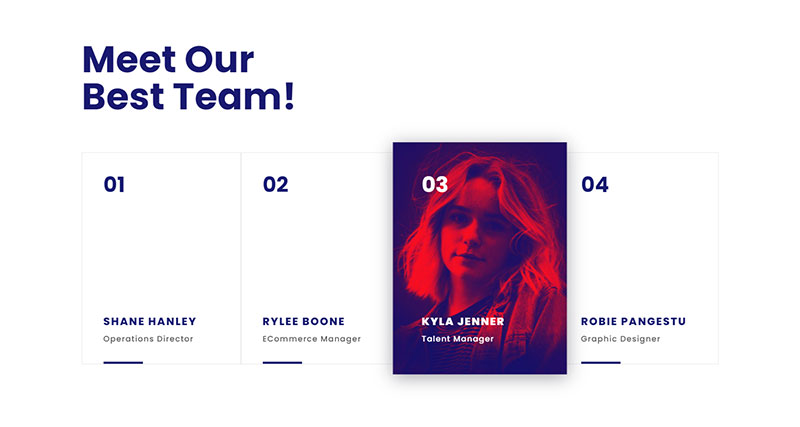 Meet Our
Best Team!
01
SHANE HANLEY
Operations Director
02
RYLEE BOONE
ECommerce Manager
03
KYLA JENNER
Talent Manager
04
ROBIE PANGESTU
Graphic Designer